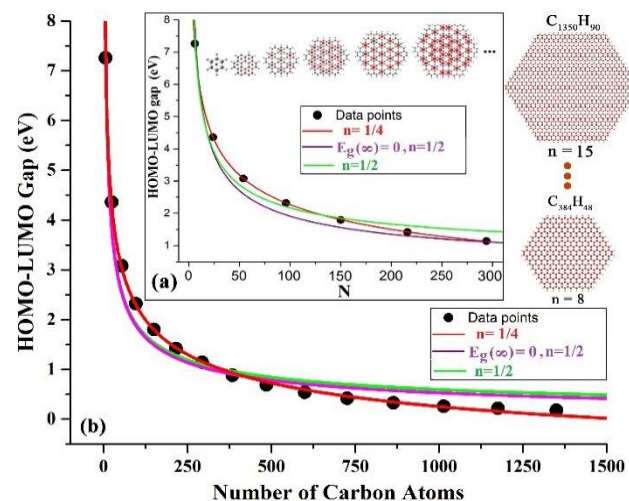 HOMO-LUMO Gap (eV)
8
7
6
5
4
3
2
1
0
(b)
0 250 500 750 1000 1250 1500
Number of Carbon Atoms
HOMO-LUMO gap (eV)
8
7
6
5
4
3
2
1
(a)
0 50 100 150 200 250 300
N
...
Data points
n= 1/4
E_g(∞)=0, n=1/2
n=1/2
C₁₃₅₀H₉₀
n = 15
C₃₈₄H₄₈
n = 8
Data points
n= 1/4
E_g(∞)=0, n=1/2
n=1/2